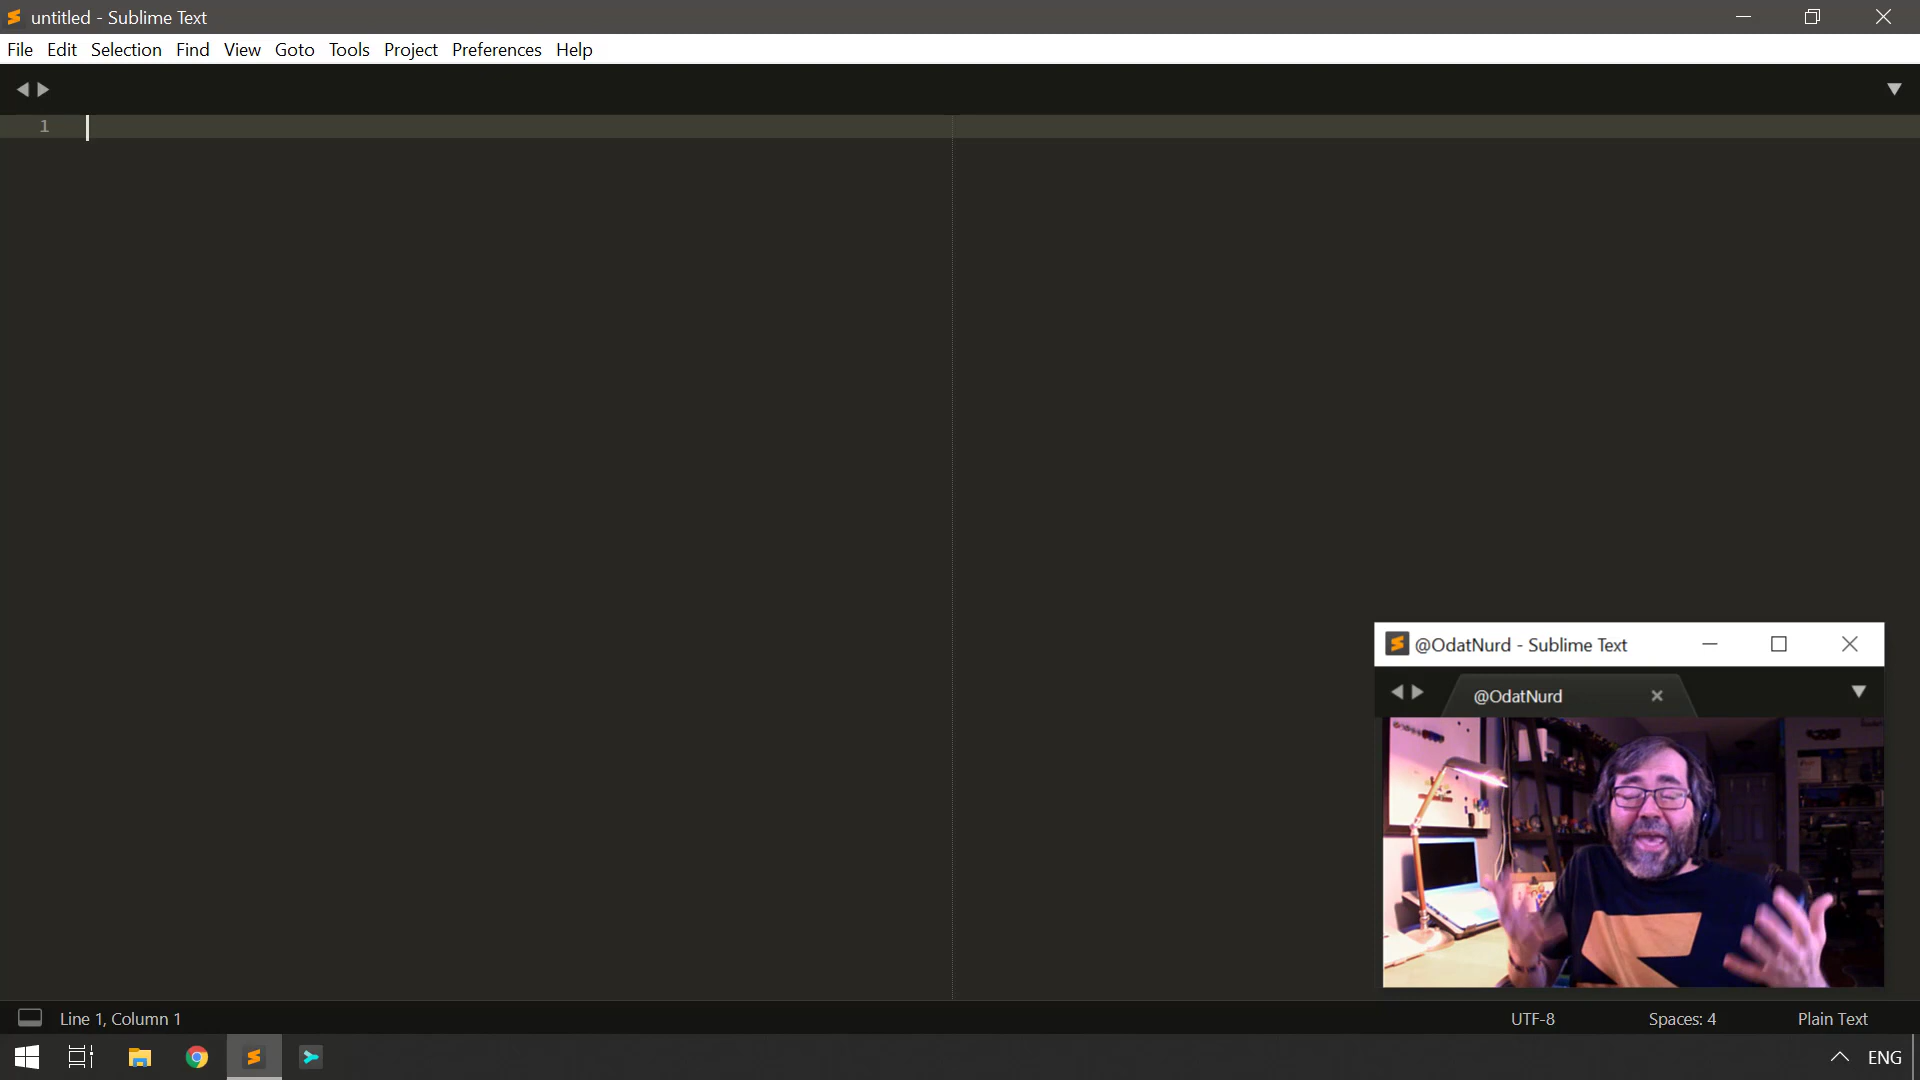 untitled - Sublime Text
File Edit Selection Find View Goto Tools Project Preferences Help
1
@OdatNurd - Sublime Text
@OdatNurd
Line 1, Column 1 UTF-8 Spaces: 4 Plain Text
ENG